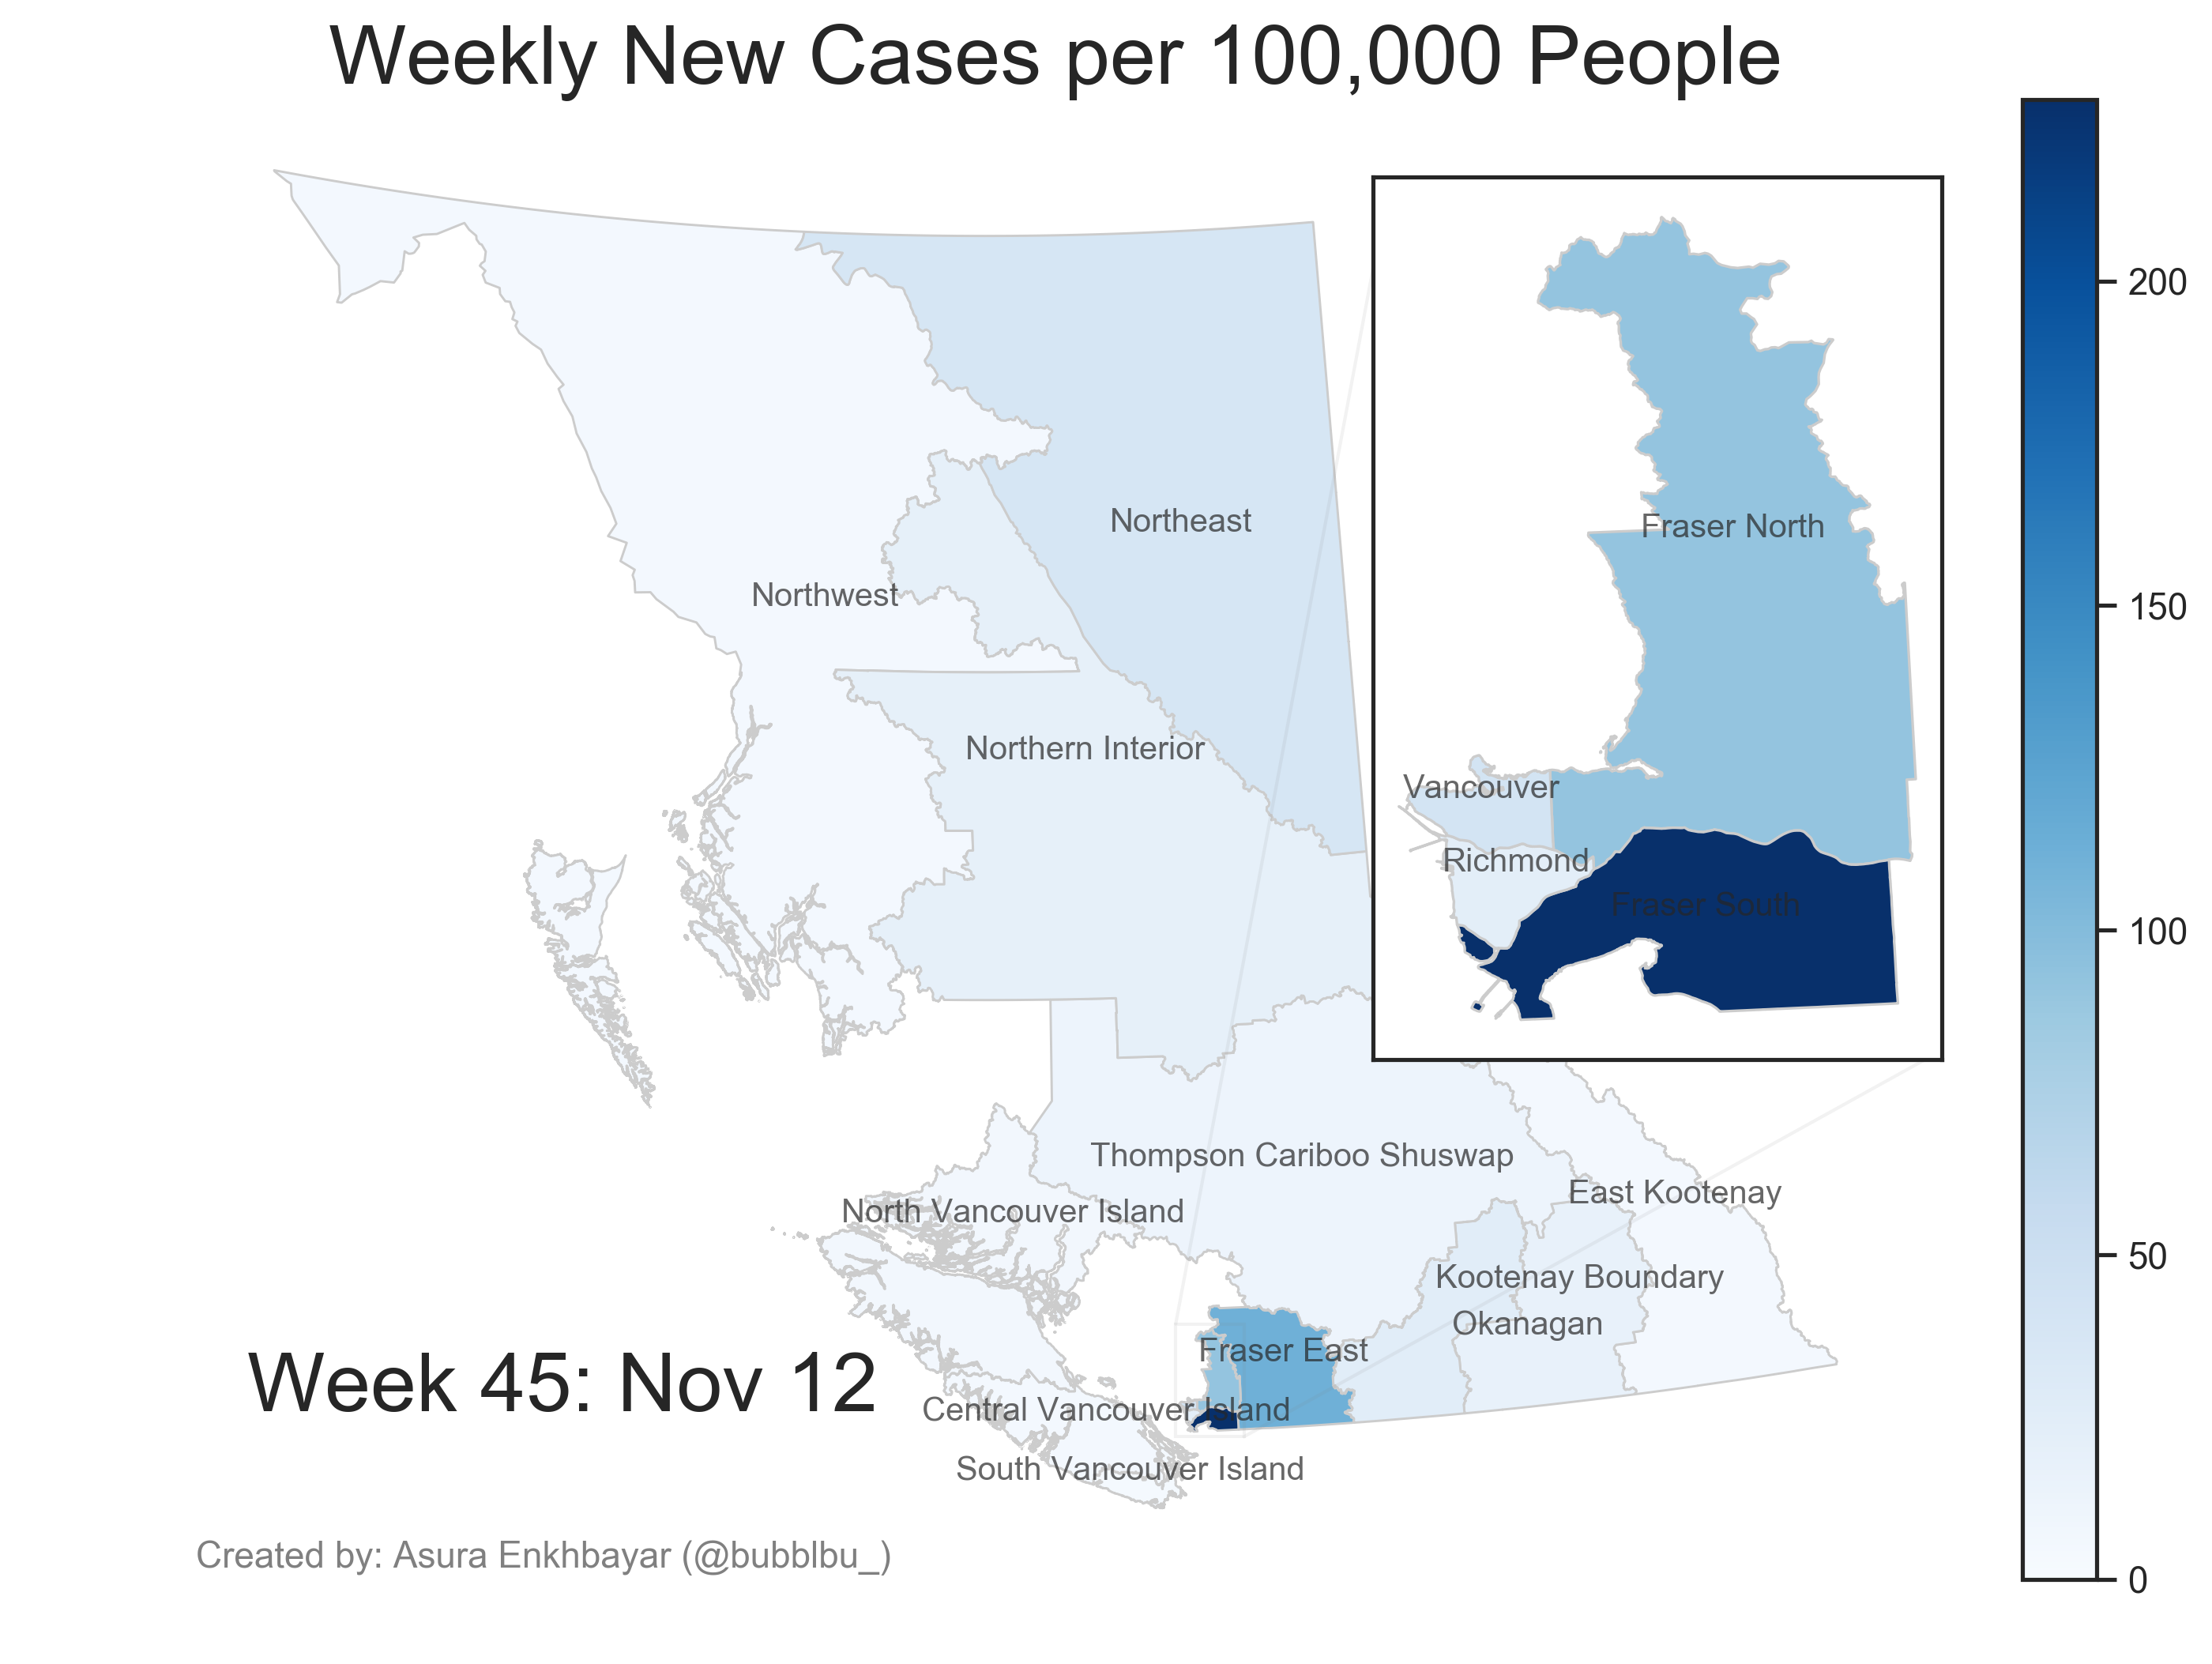 Weekly New Cases per 100,000 People
200
150
100
50
0
Northeast
Northwest
Northern Interior
Fraser North
Vancouver
Richmond
Fraser South
Thompson Cariboo Shuswap
East Kootenay
North Vancouver Island
Kootenay Boundary
Okanagan
Fraser East
Central Vancouver Island
South Vancouver Island
Week 45: Nov 12
Created by: Asura Enkhbayar (@bubblbu_)